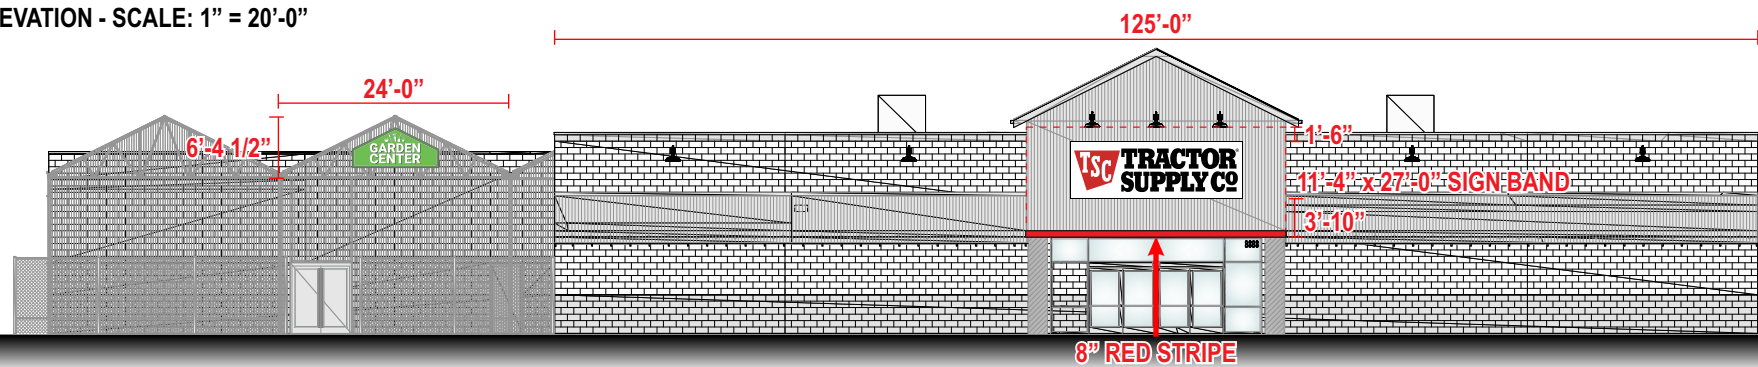 EVATION - SCALE: 1” = 20’-0”
125’-0”
24’-0”
6’-4 1/2”
GARDEN
CENTER
1’-6”
TSC TRACTOR
SUPPLY CO
11’-4” x 27’-0” SIGN BAND
3’-10”
8888
8” RED STRIPE